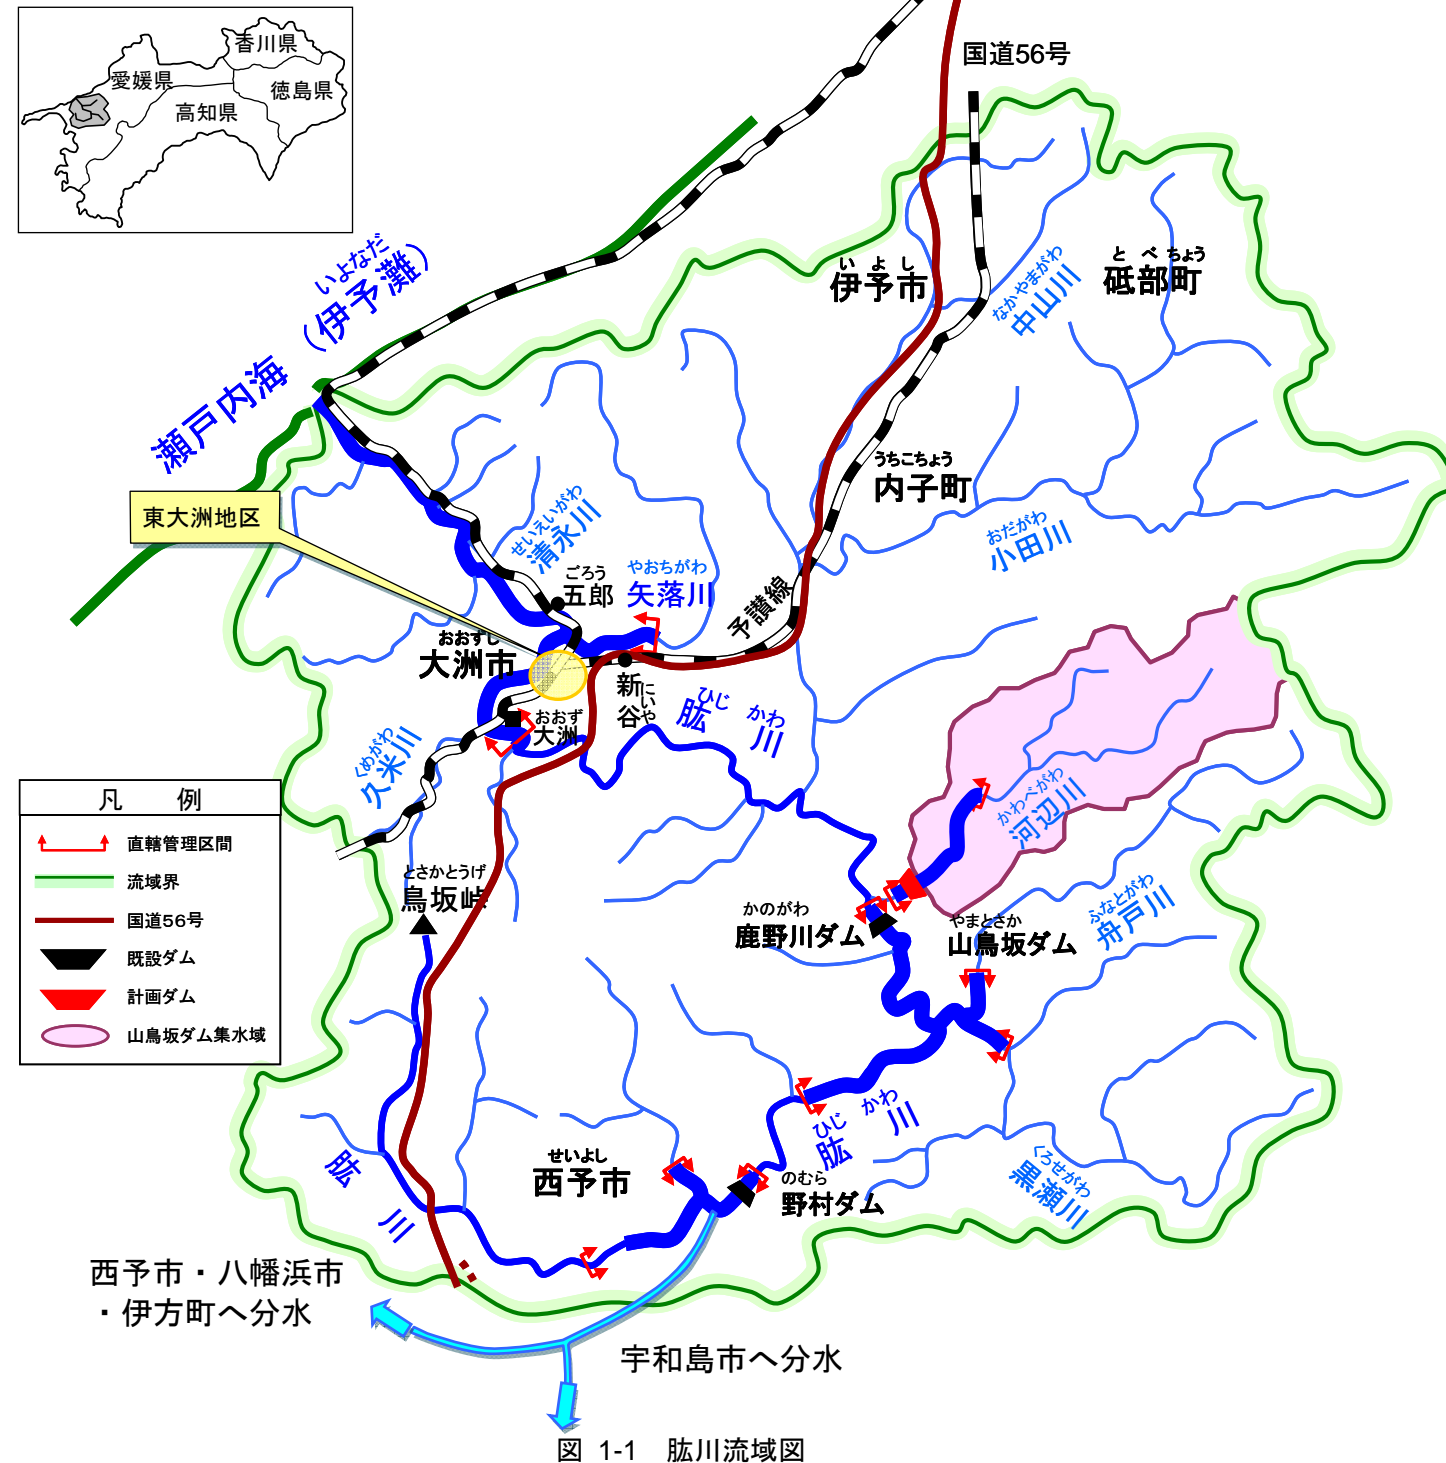 香川県
愛媛県
徳島県
高知県
国道56号
いよなだ
瀬戸内海（伊予灘）
いよし
伊予市
なかやまがわ
中山川
とべちょう
砥部町
うちこちょう
内子町
おだがわ
小田川
東大洲地区
せいえいがわ
清永川
ごろう
五郎
やおちがわ
矢落川
予讃線
おおずし
大洲市
にいや
新谷
おおず
大洲
ひじ かわ
肱 川
くめがわ
久米川
かわべがわ
河辺川
凡 例
直轄管理区間
流域界
国道56号
既設ダム
計画ダム
山鳥坂ダム集水域
とさかとうげ
鳥坂峠
かのがわ
鹿野川ダム
やまとさか
山鳥坂ダム
ふなとがわ
舟戸川
ひじ かわ
肱 川
くろせがわ
黒瀬川
せいよし
西予市
のむら
野村ダム
肱 川
西予市・八幡浜市
・伊方町へ分水
宇和島市へ分水
図 1-1 肱川流域図